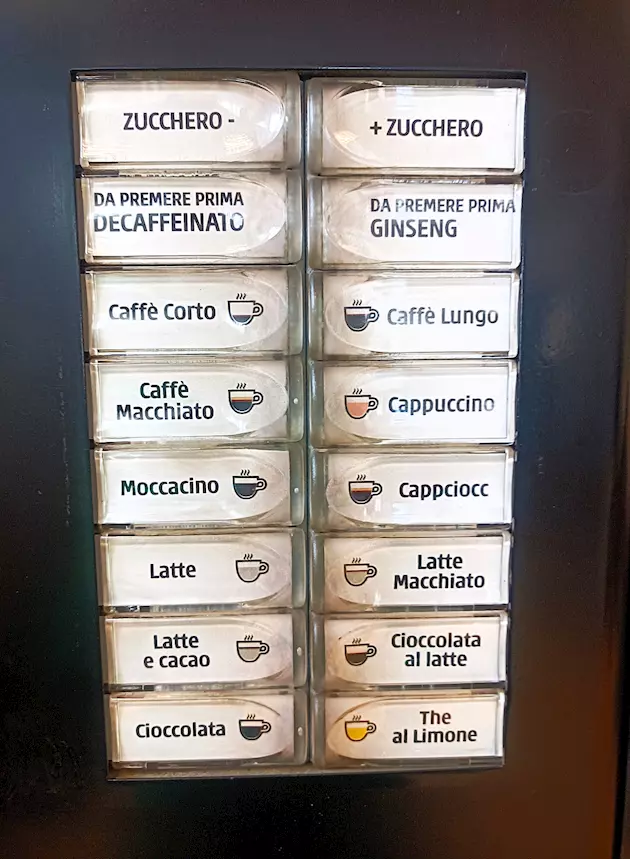 ZUCCHERO -
+ ZUCCHERO
DA PREMERE PRIMA
DECAFFEINATO
DA PREMERE PRIMA
GINSENG
Caffè Corto
Caffè Lungo
Caffè
Macchiato
Cappuccino
Moccacino
Cappciocc
Latte
Latte
Macchiato
Latte
e cacao
Cioccolata
al latte
Cioccolata
The
al Limone